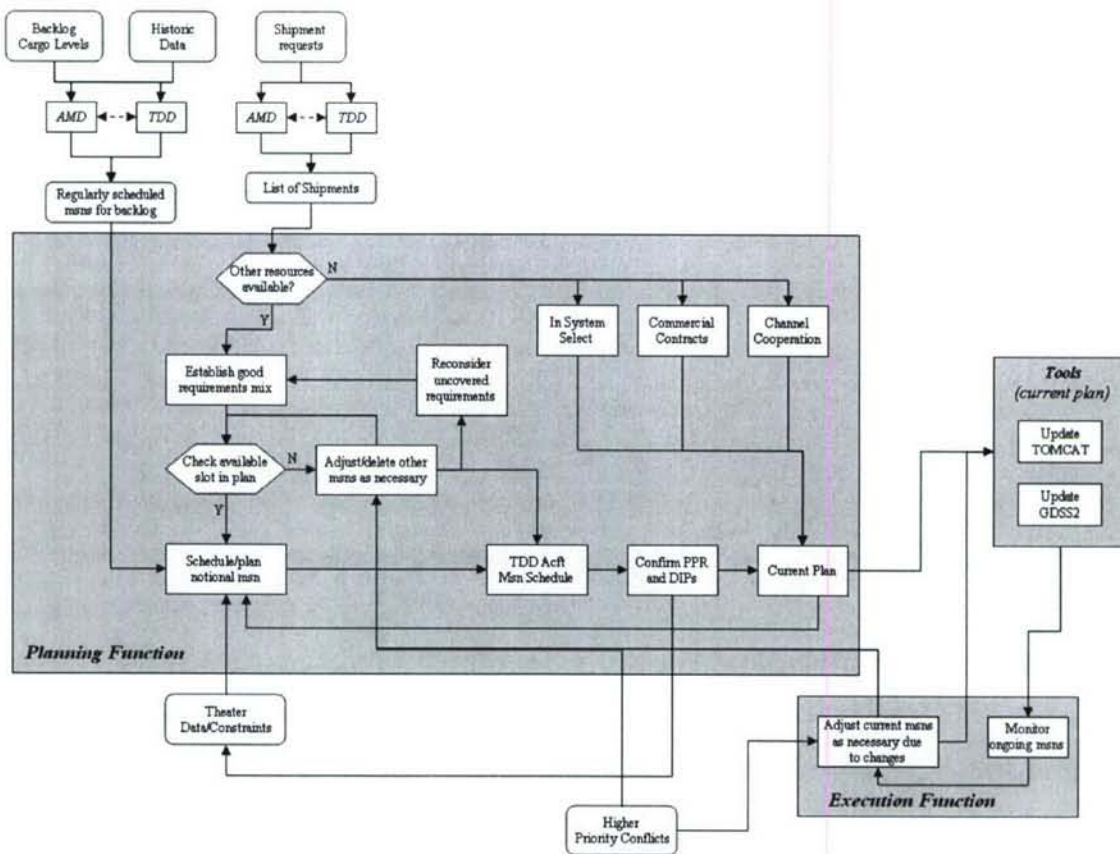 Backlog
Cargo Levels
Historic
Data
Shipment
requests
AMD
TDD
AMD
TDD
Regularly scheduled
msns for backlog
List of Shipments
Other resources
available?
N
Y
In System
Select
Commercial
Contracts
Channel
Cooperation
Establish good
requirements mix
Reconsider
uncovered
requirements
Tools
(current plan)
Update
TOMCAT
Update
GDSS2
Check available
slot in plan
N
Y
Adjust/delete other
msns as necessary
Schedule/plan
notional msn
TDD Acft
Msn Schedule
Confirm PPR
and DIPs
Current Plan
Planning Function
Theater
Data/Constraints
Adjust current msns
as necessary due
to changes
Monitor
ongoing msns
Execution Function
Higher
Priority Conflicts